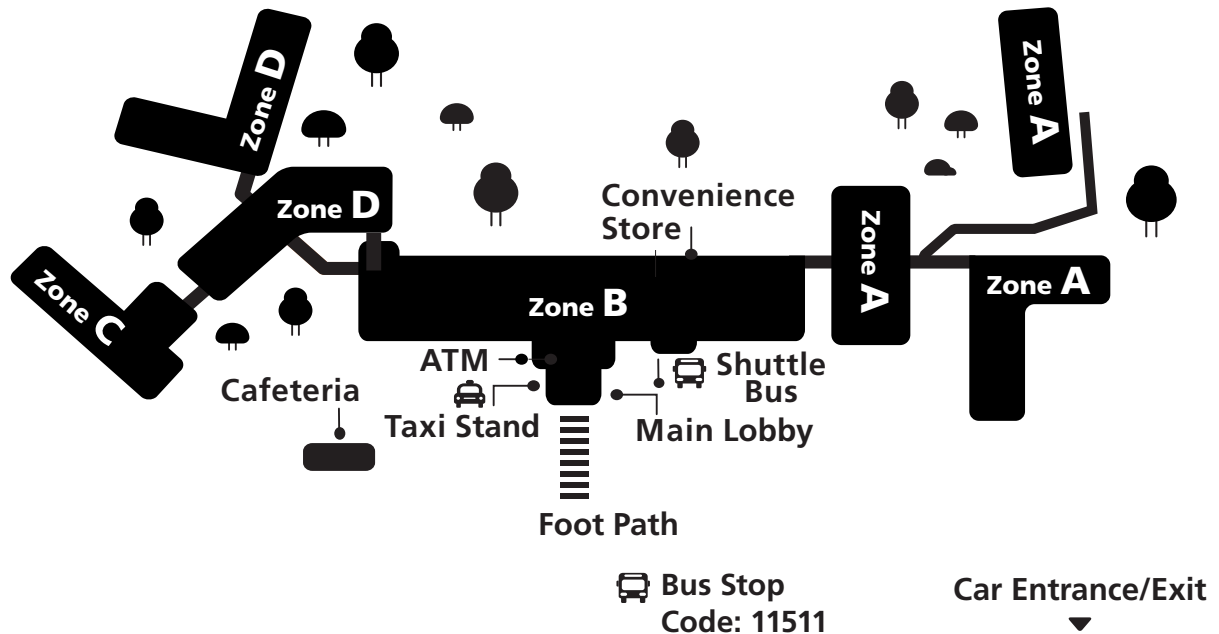 Zone D
Zone A
Zone D
Convenience
Store
Zone A
Zone C
Zone B
Zone A
ATM
Shuttle
Bus
Cafeteria
Taxi Stand
Main Lobby
Foot Path
Bus Stop
Code: 11511
Car Entrance/Exit